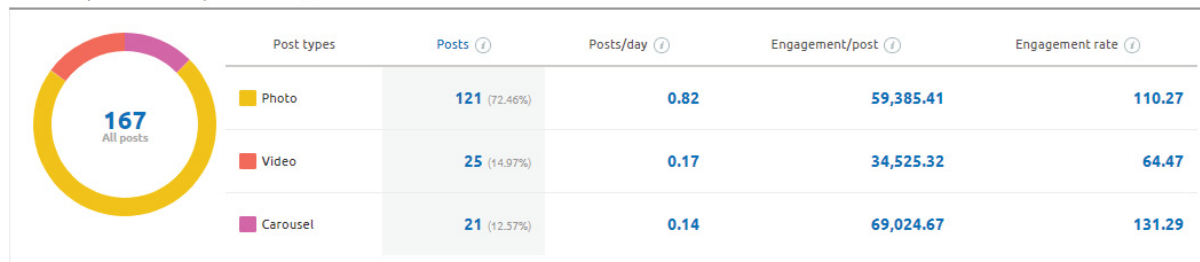 Post types Posts i Posts/day i Engagement/post i Engagement rate i
Photo 121 (72.46%) 0.82 59,385.41 110.27
167
All posts
Video 25 (14.97%) 0.17 34,525.32 64.47
Carousel 21 (12.57%) 0.14 69,024.67 131.29